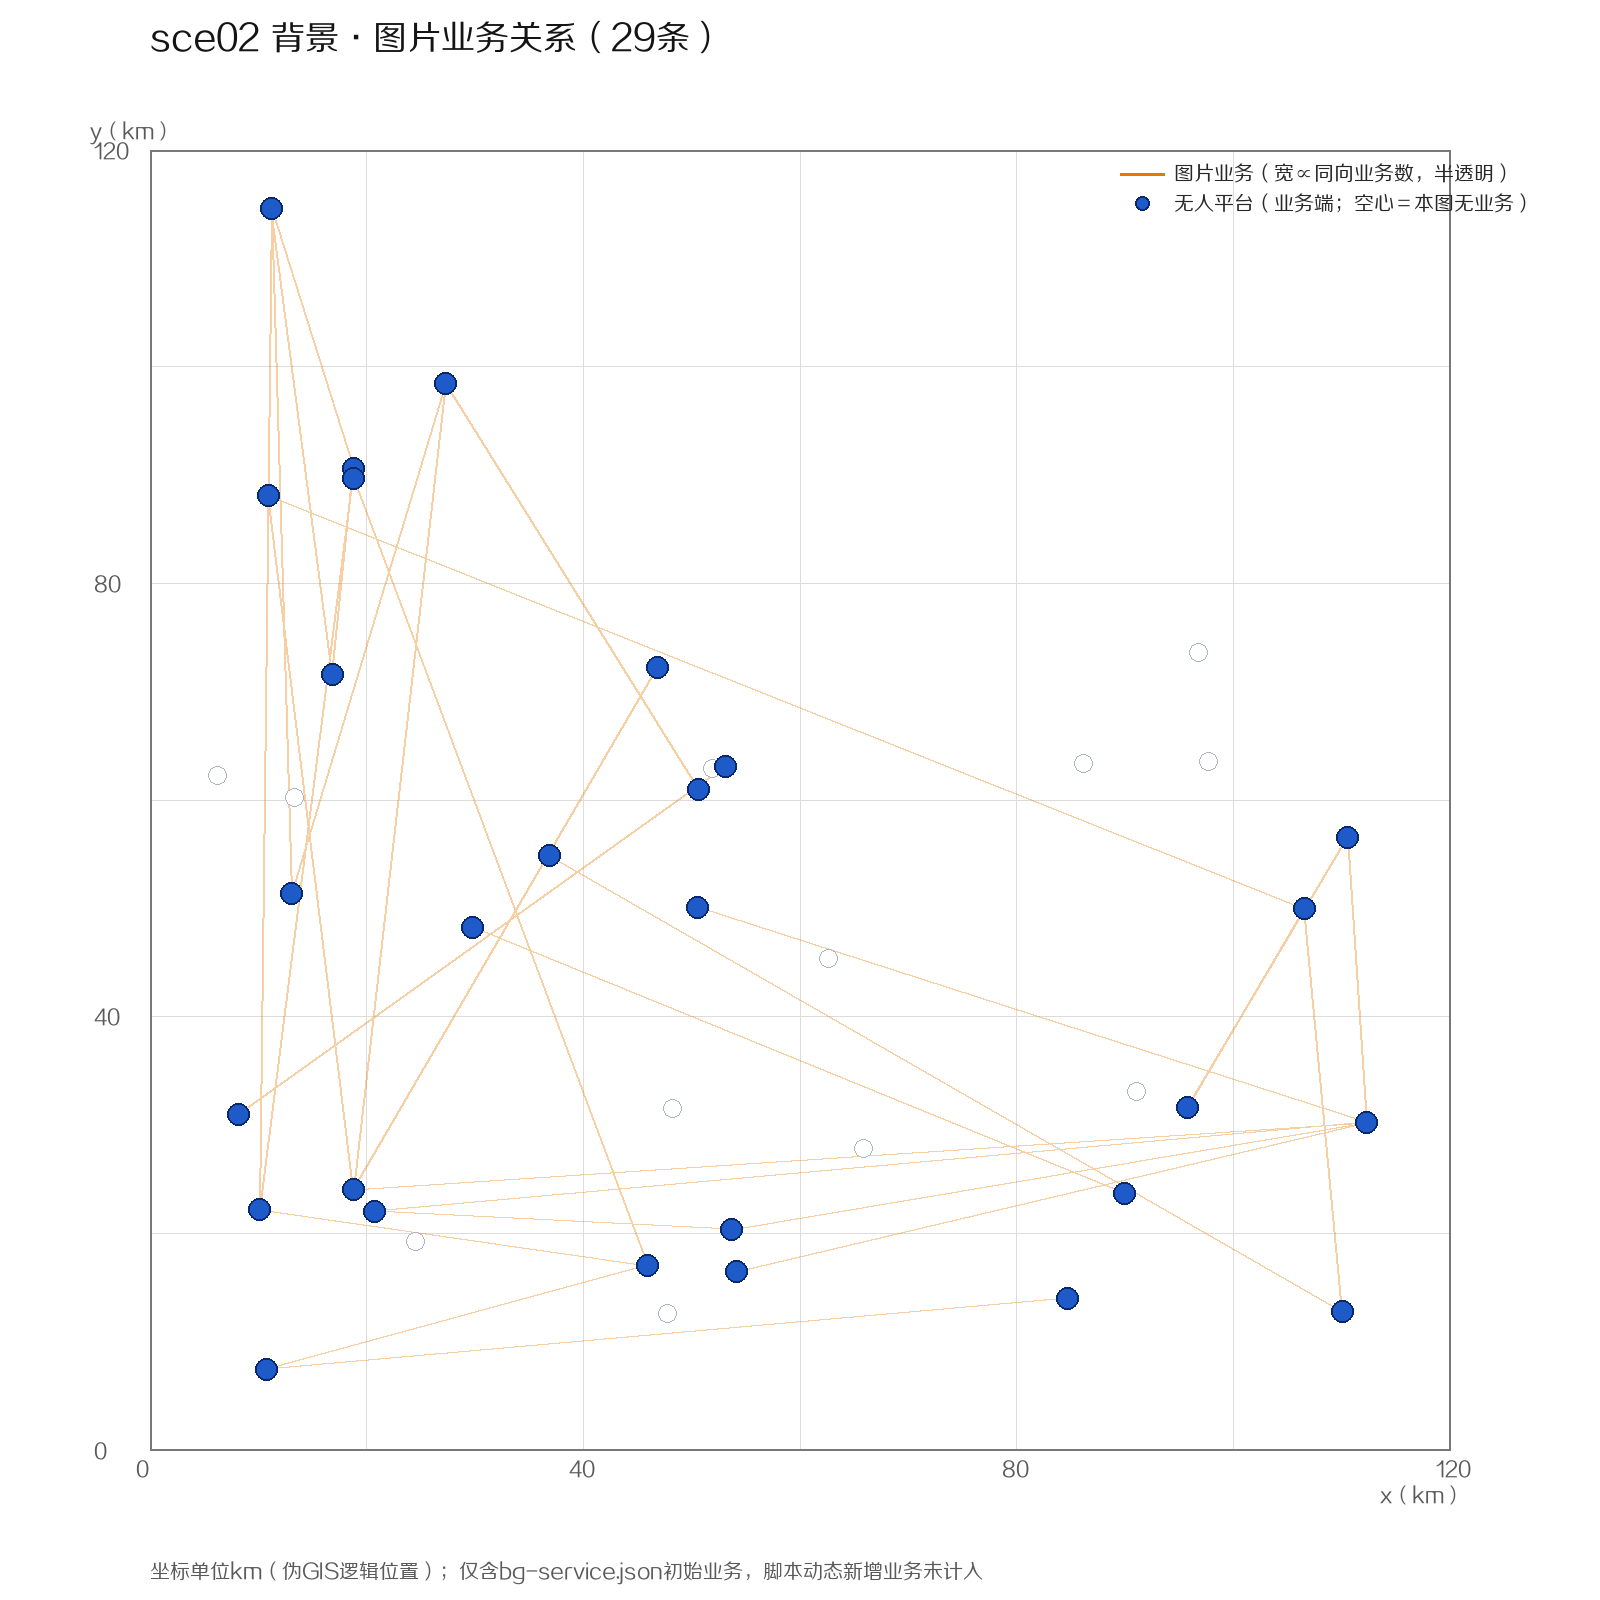 sce02 背景 · 图片业务关系（29条）
y（km）
120
图片业务（宽∝同向业务数，半透明）
无人平台（业务端；空心＝本图无业务）
80
40
0
0 40 80 120
x（km）
坐标单位km（伪GIS逻辑位置）；仅含bg-service.json初始业务，脚本动态新增业务未计入